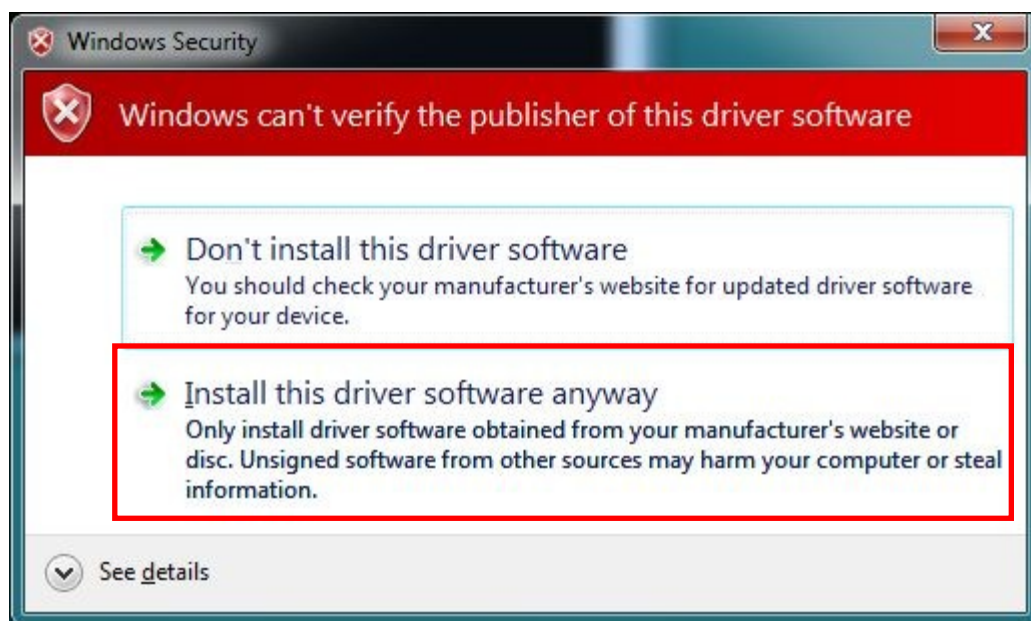 Windows Security
Windows can't verify the publisher of this driver software
Don't install this driver software
You should check your manufacturer's website for updated driver software
for your device.
Install this driver software anyway
Only install driver software obtained from your manufacturer's website or
disc. Unsigned software from other sources may harm your computer or steal
information.
See details